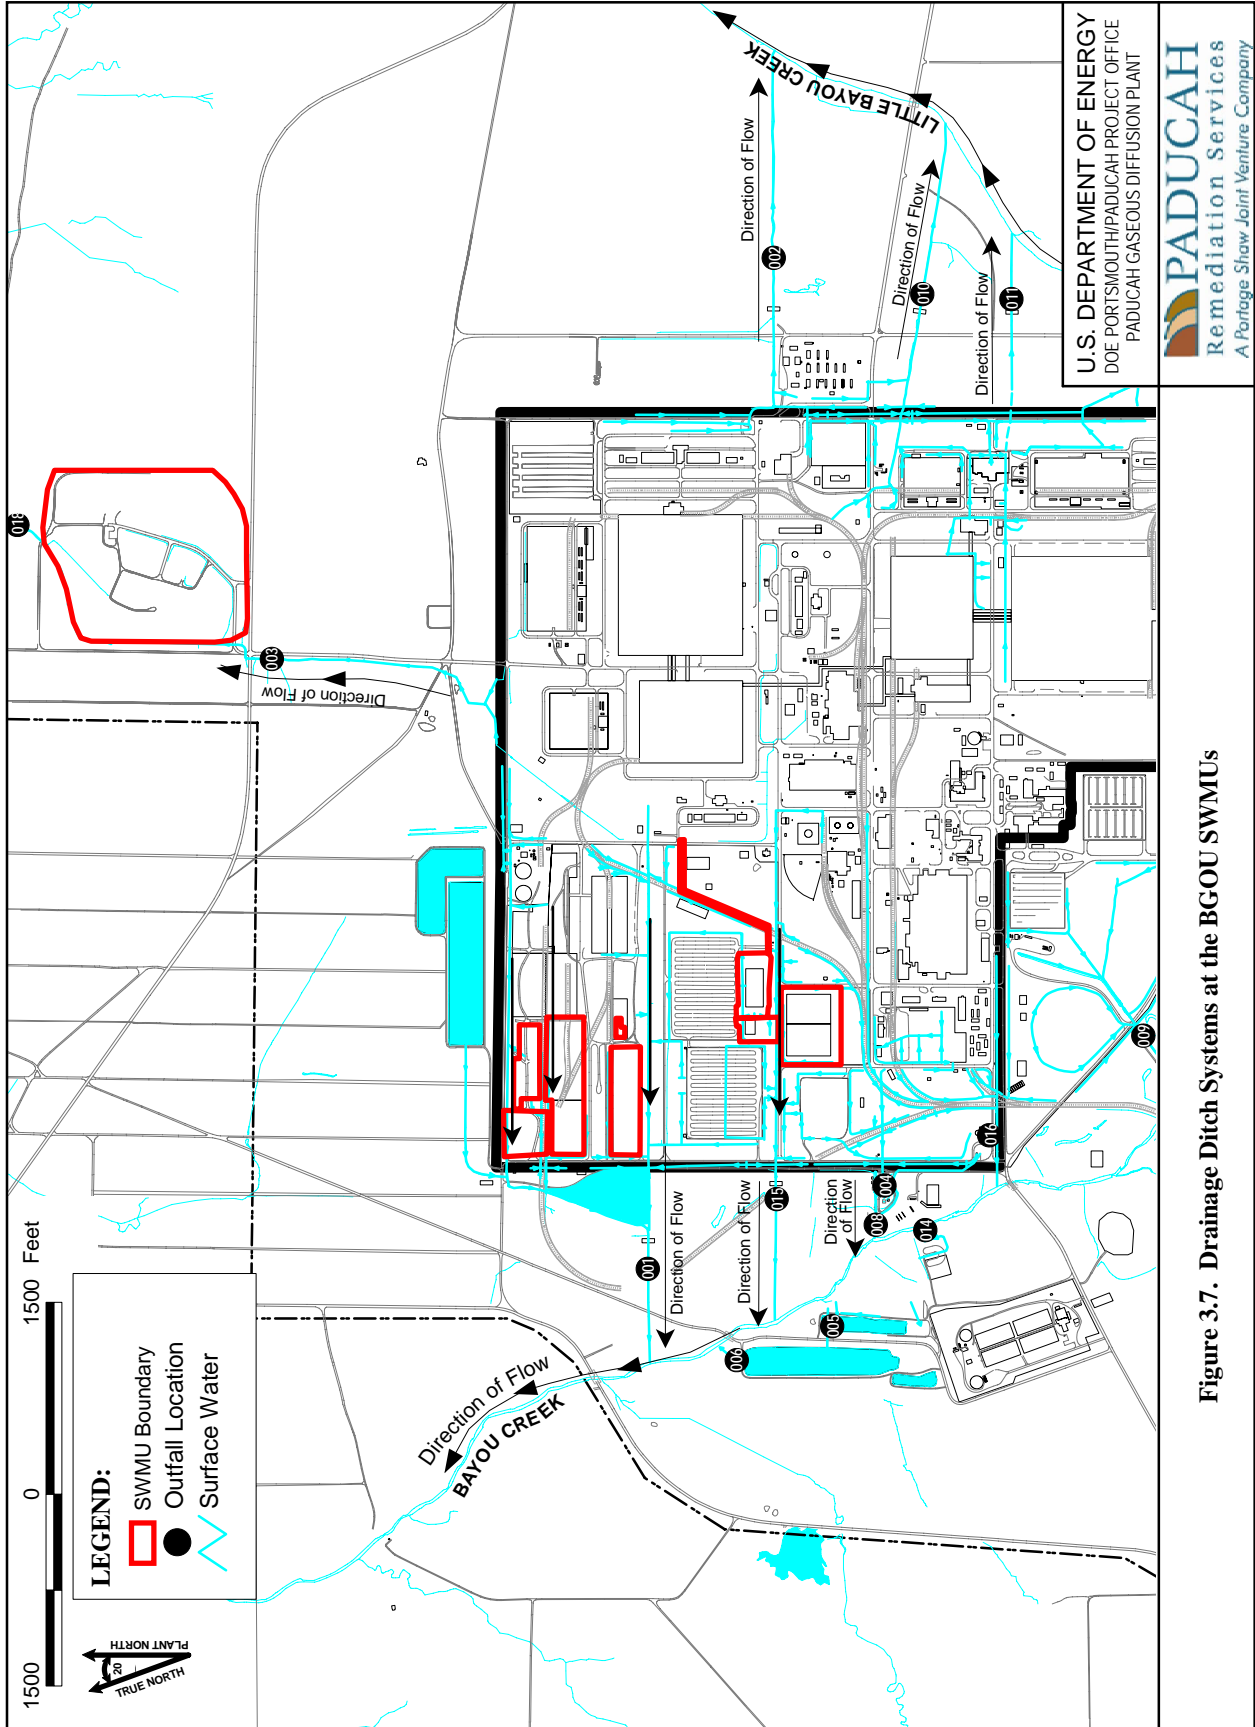 1500 0 1500 Feet
TRUE NORTH
20
PLANT NORTH
LEGEND:
SWMU Boundary
Outfall Location
Surface Water
018
003
Direction of Flow
Direction of Flow
BAYOU CREEK
001
Direction of Flow
006
Direction of Flow
015
005
Direction
of Flow
008
004
014
016
009
Direction of Flow
002
LITTLE BAYOU CREEK
Direction of Flow
010
Direction of Flow
011
U.S. DEPARTMENT OF ENERGY
DOE PORTSMOUTH/PADUCAH PROJECT OFFICE
PADUCAH GASEOUS DIFFUSION PLANT
PADUCAH
Remediation Services
A Portage Shaw Joint Venture Company
Figure 3.7. Drainage Ditch Systems at the BGOU SWMUs